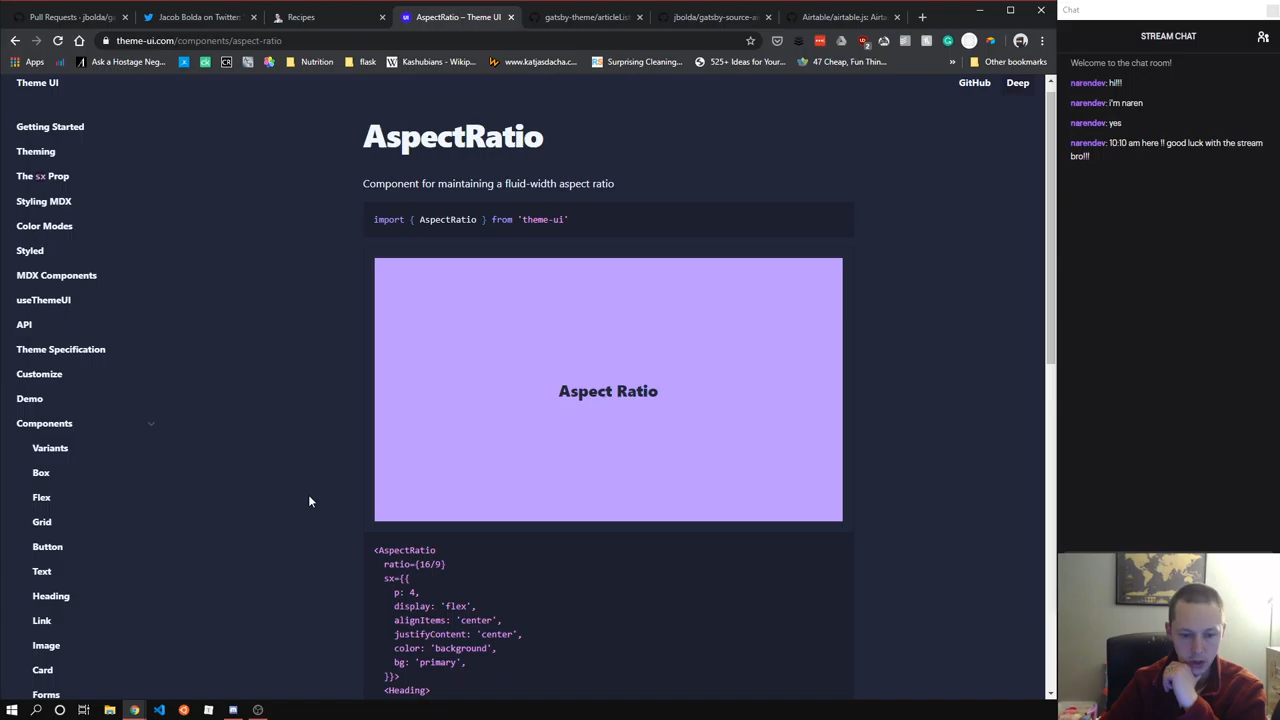 Pull Requests - jbolda/g
Jacob Bolda on Twitter:
Recipes
AspectRatio – Theme UI
gatsby-theme/articleList
jbolda/gatsby-source-a
Airtable/airtable.js: Airta
theme-ui.com/components/aspect-ratio
Apps
Ask a Hostage Neg...
Nutrition
flask
Kashubians - Wikip...
www.katjasdacha.c...
Surprising Cleaning,...
525+ Ideas for Your...
47 Cheap, Fun Thin...
Other bookmarks
Theme UI
GitHub
Deep
Getting Started
Theming
The sx Prop
Styling MDX
Color Modes
Styled
MDX Components
useThemeUI
API
Theme Specification
Customize
Demo
Components
Variants
Box
Flex
Grid
Button
Text
Heading
Link
Image
Card
Forms
AspectRatio
Component for maintaining a fluid-width aspect ratio
import { AspectRatio } from 'theme-ui'
Aspect Ratio
<AspectRatio
ratio={16/9}
sx={{
p: 4,
display: 'flex',
alignItems: 'center',
justifyContent: 'center',
color: 'background',
bg: 'primary',
}}>
<Heading>
Chat
STREAM CHAT
Welcome to the chat room!
narendev: hi!!!
narendev: i'm naren
narendev: yes
narendev: 10:10 am here !! good luck with the stream
bro!!!